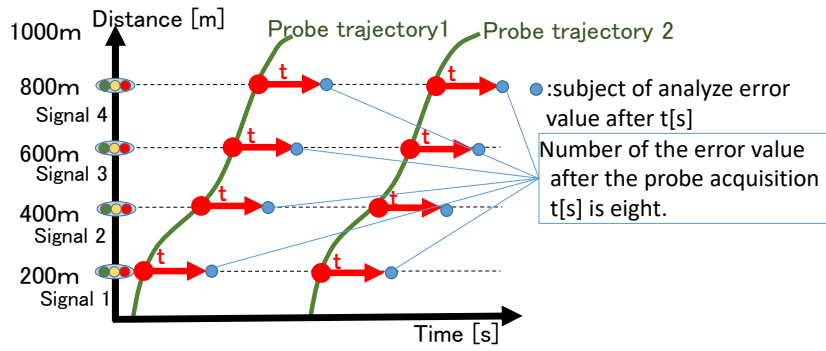 Distance [m]
1000m
Probe trajectory1
Probe trajectory 2
800m
Signal 4
t
t
:subject of analyze error
value after t[s]
600m
Signal 3
t
t
Number of the error value
after the probe acquisition
t[s] is eight.
400m
Signal 2
t
t
200m
Signal 1
t
t
Time [s]